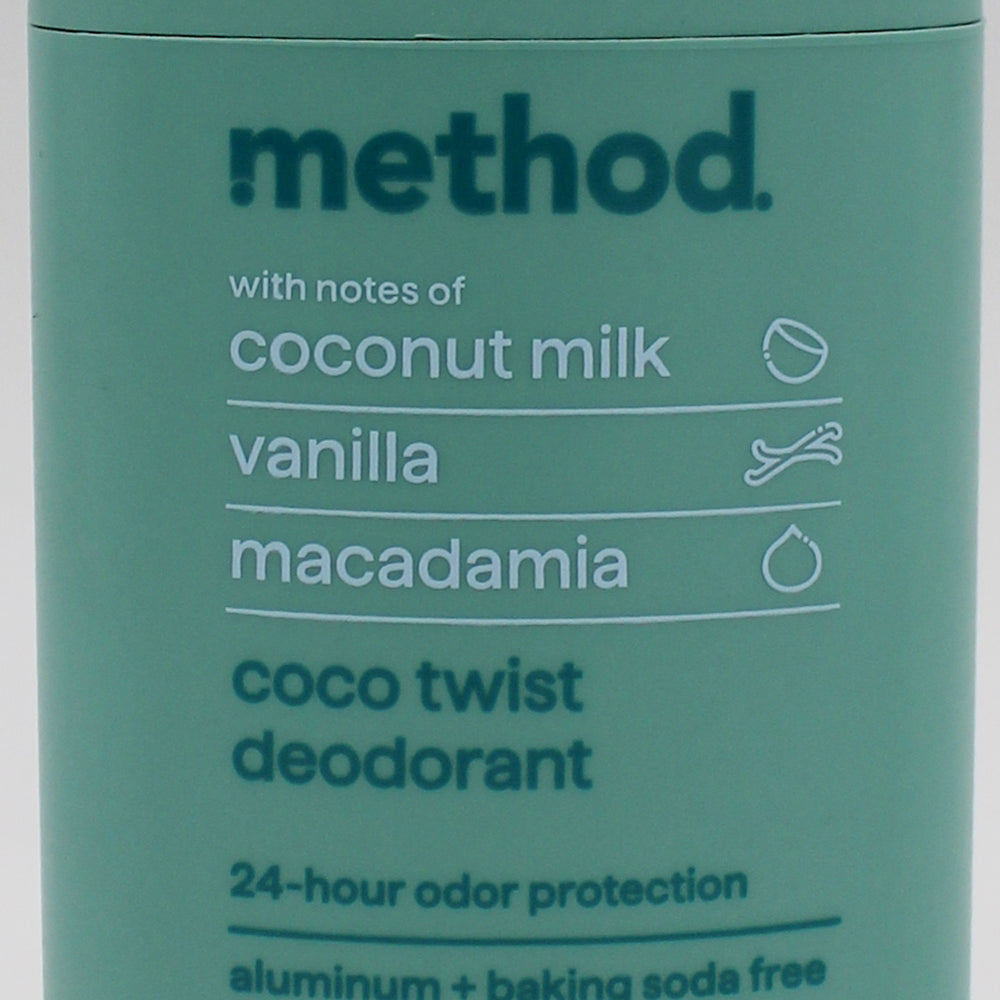 method.
with notes of
coconut milk
vanilla
macadamia
coco twist
deodorant
24-hour odor protection
aluminum + baking soda free